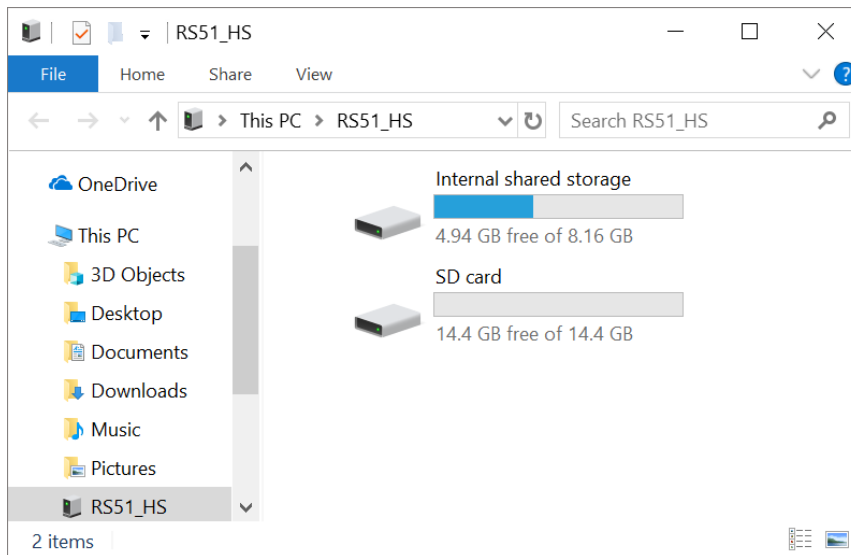 RS51_HS
File Home Share View ?
This PC RS51_HS Search RS51_HS
OneDrive
This PC
3D Objects
Desktop
Documents
Downloads
Music
Pictures
RS51_HS
Internal shared storage
4.94 GB free of 8.16 GB
SD card
14.4 GB free of 14.4 GB
2 items